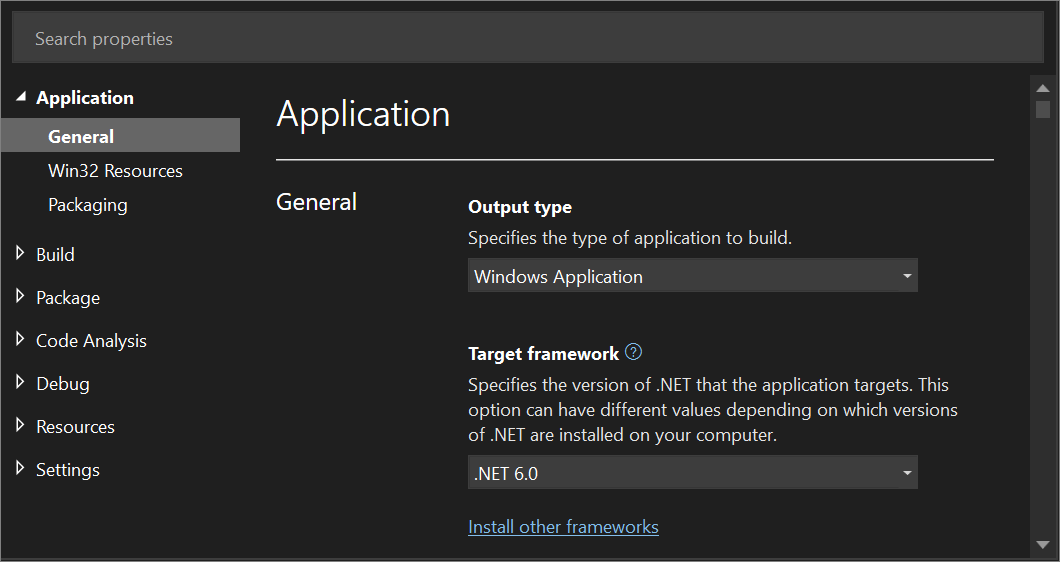 Search properties
Application
General
Win32 Resources
Packaging
Build
Package
Code Analysis
Debug
Resources
Settings
Application
General
Output type
Specifies the type of application to build.
Windows Application
Target framework ?
Specifies the version of .NET that the application targets. This
option can have different values depending on which versions
of .NET are installed on your computer.
.NET 6.0
Install other frameworks